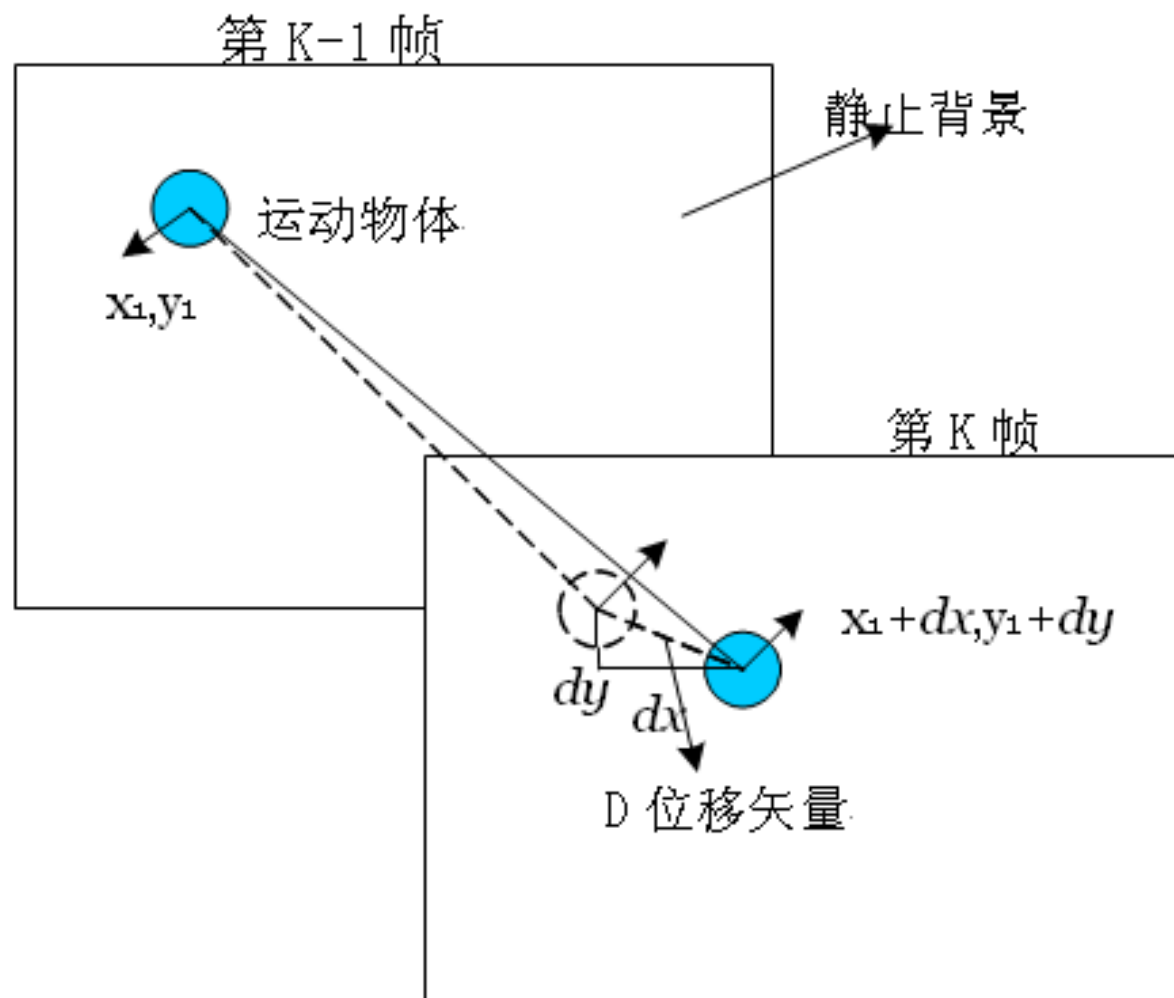 第 K-1 帧
静止背景
运动物体
x₁,y₁
第 K 帧
x₁+dx,y₁+dy
dy
dx
D 位移矢量